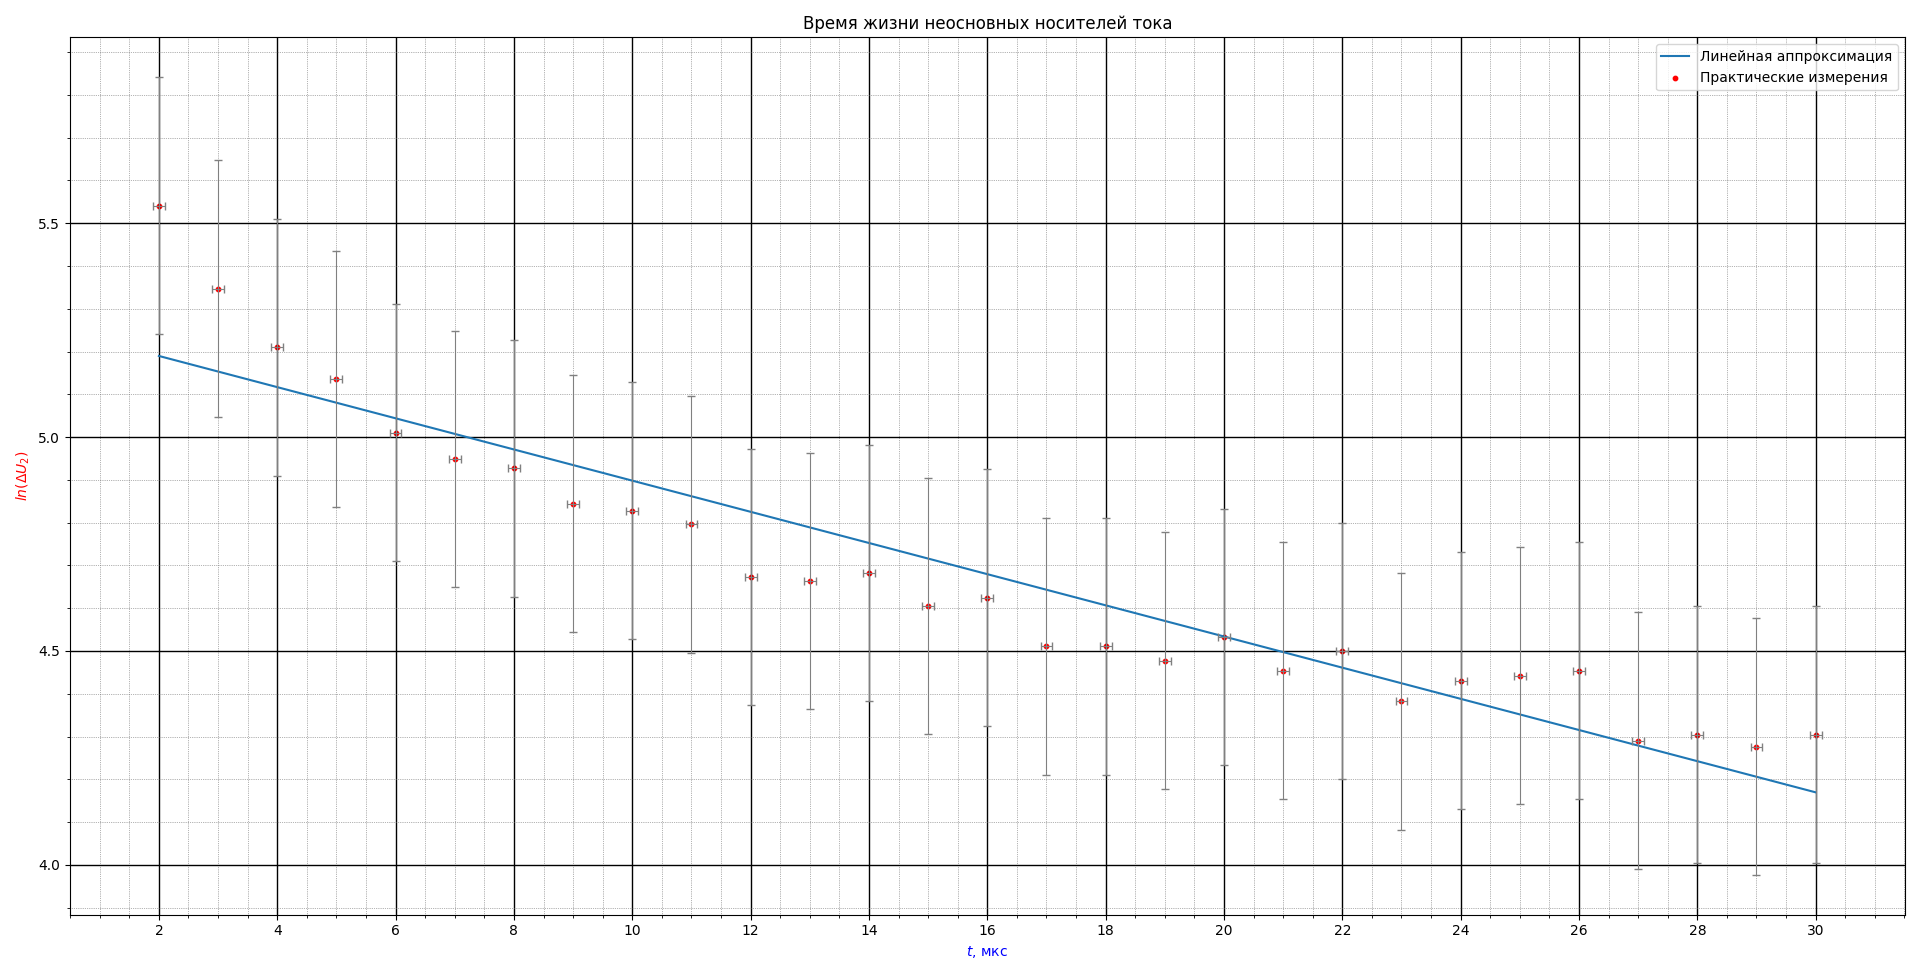 Время жизни неосновных носителей тока
Линейная аппроксимация
Практические измерения
5.5
5.0
4.5
4.0
ln(ΔU₂)
2 4 6 8 10 12 14 16 18 20 22 24 26 28 30
t, мкс